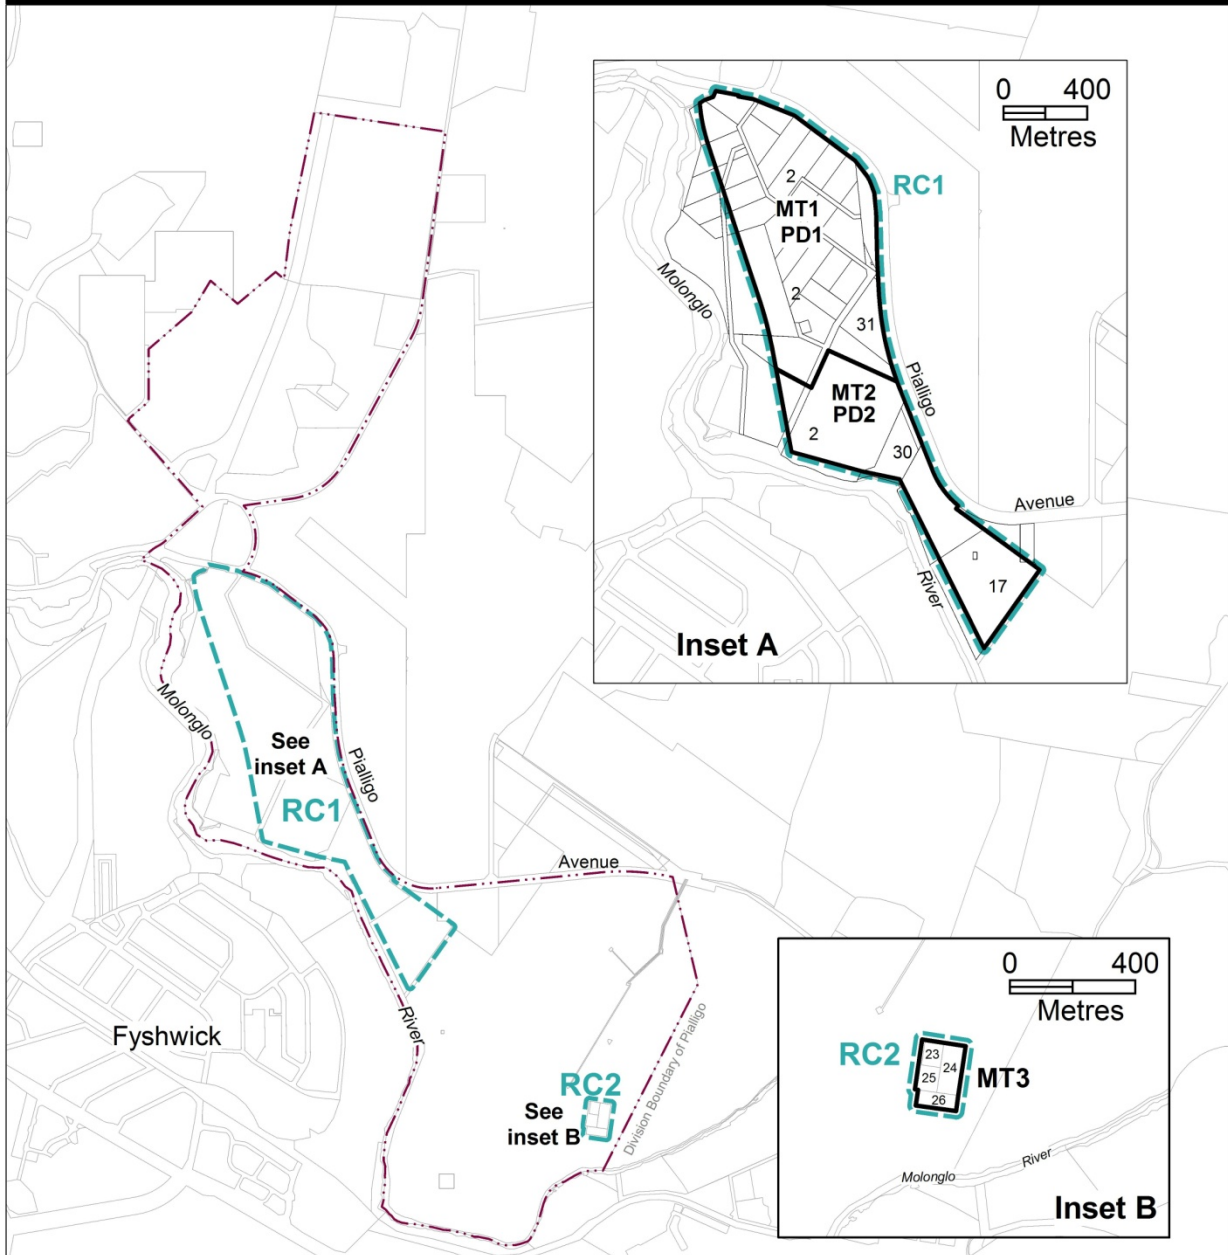 0 400
Metres
RC1
2
MT1
PD1
2
31
Molonglo
Pialligo
MT2
PD2
2
30
Avenue
17
River
Inset A
Molonglo
See
inset A
Pialligo
RC1
Avenue
River
Fyshwick
RC2
See
inset B
Division Boundary of Pialligo
0 400
Metres
RC2
23
24
25
26
MT3
River
Molonglo
Inset B